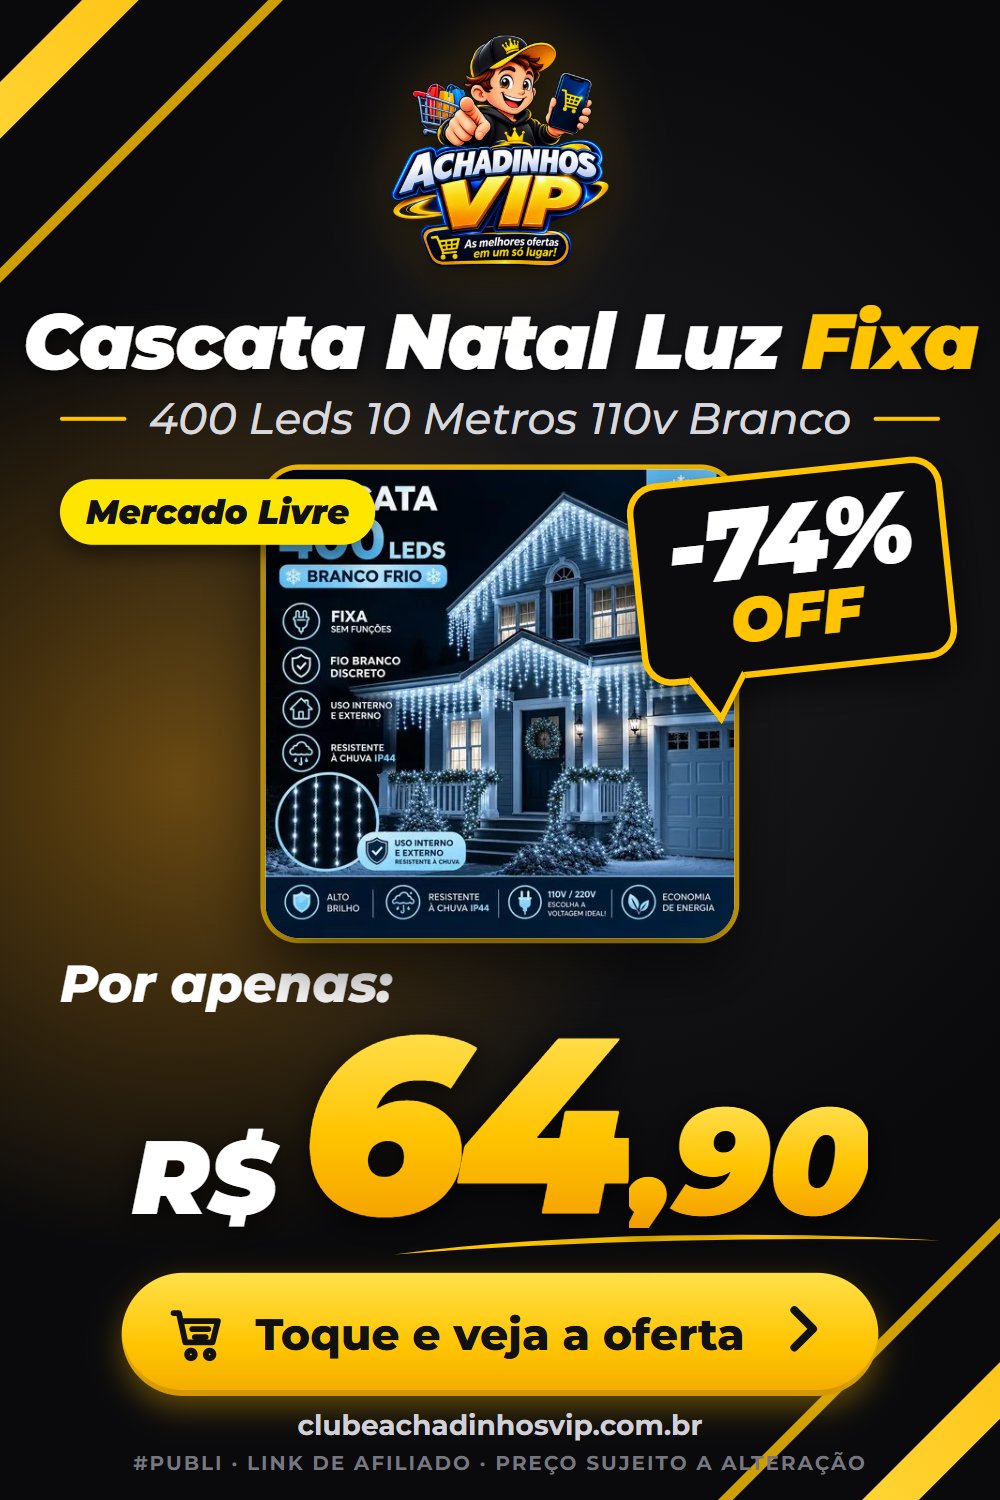 ACHADINHOS
VIP
As melhores ofertas
em um só lugar!
Cascata Natal Luz Fixa
400 Leds 10 Metros 110v Branco
Mercado Livre
-74%
OFF
400 LEDS
BRANCO FRIO
FIXA
SEM FUNÇÕES
FIO BRANCO
DISCRETO
USO INTERNO
E EXTERNO
RESISTENTE
À CHUVA IP44
USO INTERNO
E EXTERNO
RESISTENTE À CHUVA
ALTO
BRILHO
RESISTENTE
À CHUVA IP44
110V / 220V
ESCOLHA A
VOLTAGEM IDEAL!
ECONOMIA
DE ENERGIA
Por apenas:
R$ 64,90
Toque e veja a oferta
clubeachadinhosvip.com.br
#PUBLI · LINK DE AFILIADO · PREÇO SUJEITO A ALTERAÇÃO